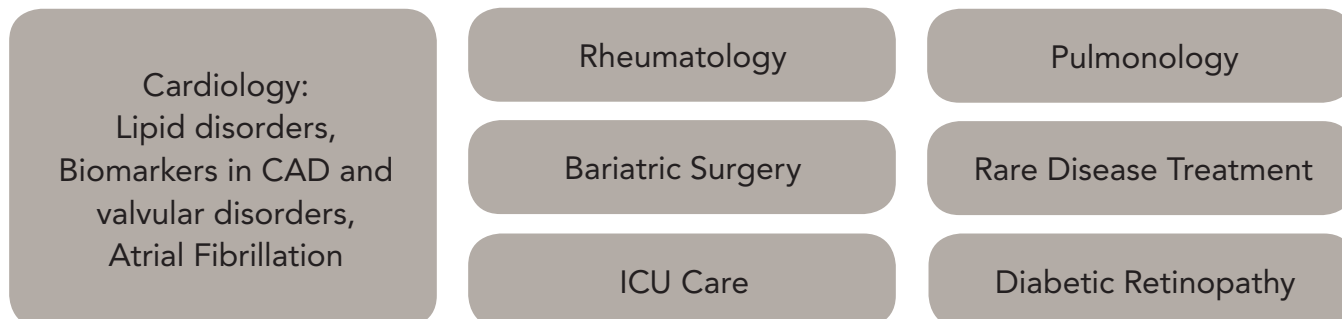 Cardiology:
Lipid disorders,
Biomarkers in CAD and
valvular disorders,
Atrial Fibrillation
Rheumatology
Bariatric Surgery
ICU Care
Pulmonology
Rare Disease Treatment
Diabetic Retinopathy